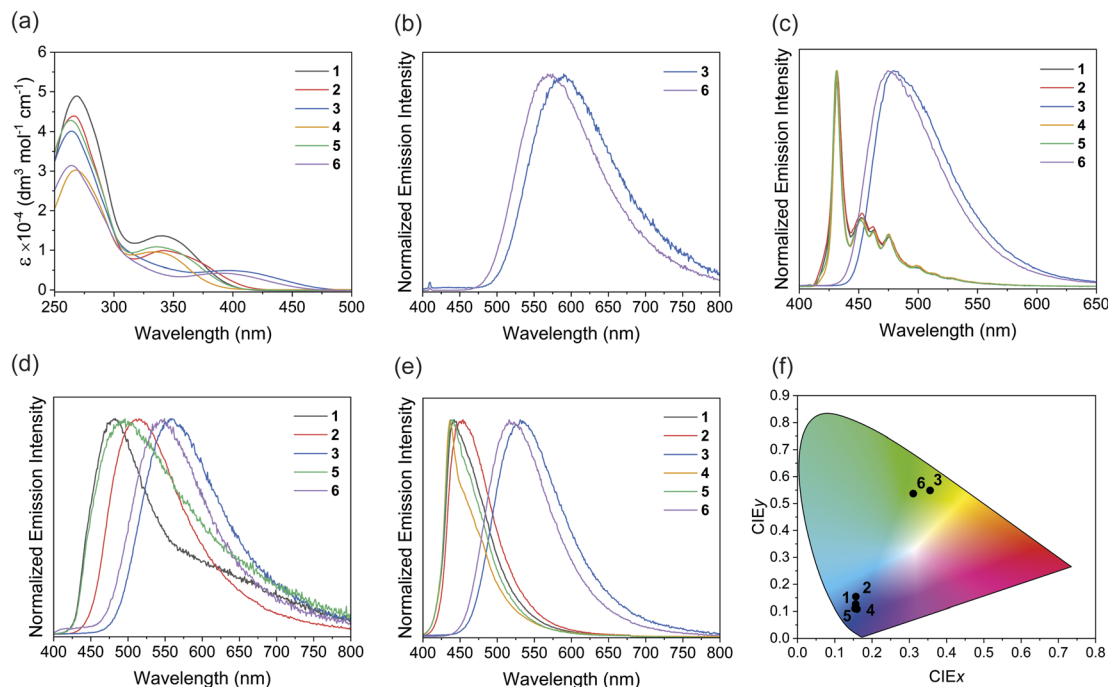 (a)
ε ×10⁻⁴ (dm³ mol⁻¹ cm⁻¹)
6
5
4
3
2
1
0
1
2
3
4
5
6
250 300 350 400 450 500
Wavelength (nm)
(b)
Normalized Emission Intensity
3
6
400 450 500 550 600 650 700 750 800
Wavelength (nm)
(c)
Normalized Emission Intensity
1
2
3
4
5
6
400 450 500 550 600 650
Wavelength (nm)
(d)
Normalized Emission Intensity
1
2
3
5
6
400 450 500 550 600 650 700 750 800
Wavelength (nm)
(e)
Normalized Emission Intensity
1
2
3
4
5
6
400 450 500 550 600 650 700 750 800
Wavelength (nm)
(f)
CIEy
0.9
0.8
0.7
0.6
0.5
0.4
0.3
0.2
0.1
0.0
6 3
2
1
4
5
0.0 0.1 0.2 0.3 0.4 0.5 0.6 0.7 0.8
CIEx